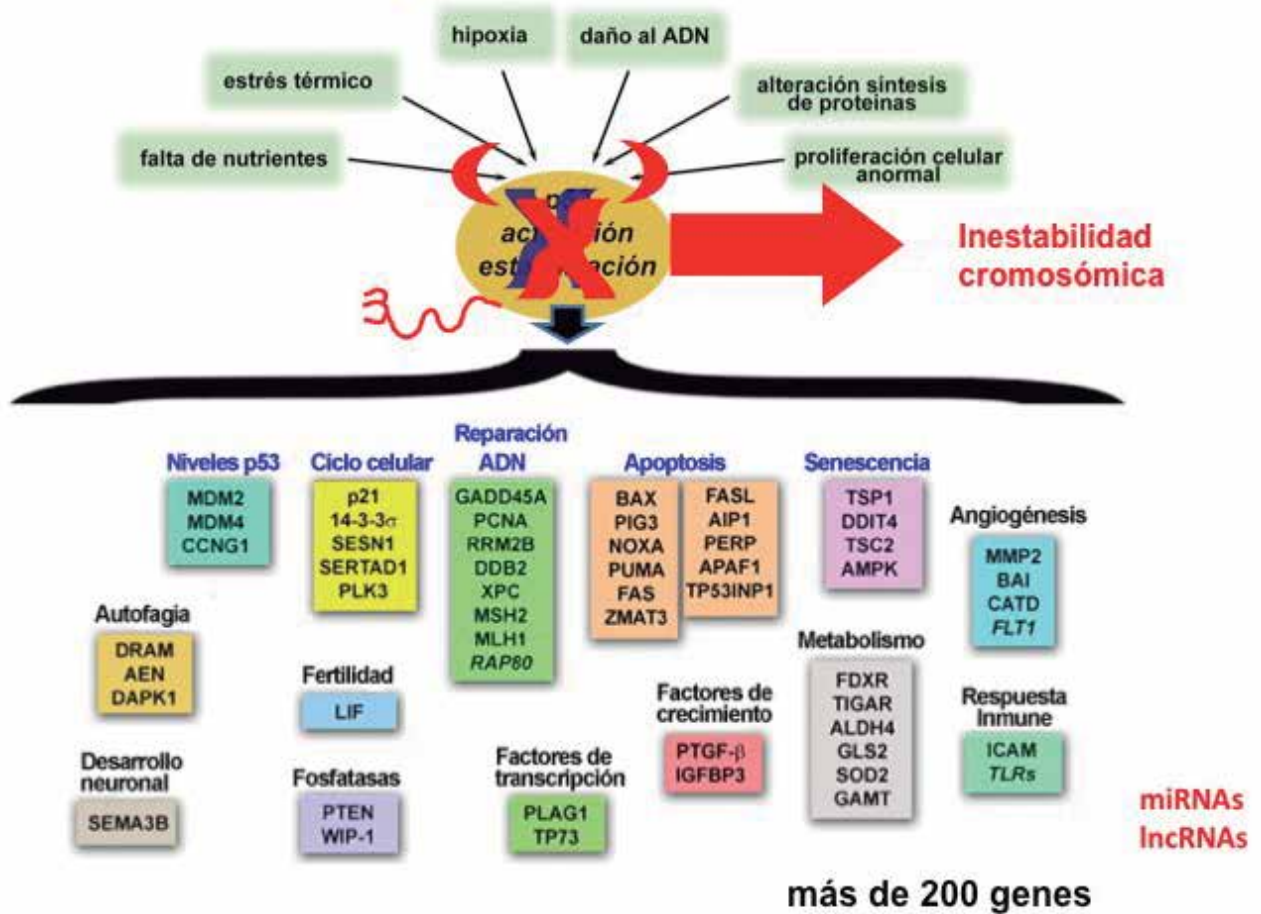 hipoxia
daño al ADN
estrés térmico
alteración síntesis
de proteinas
falta de nutrientes
proliferación celular
anormal
Inestabilidad
cromosómica
Niveles p53
MDM2
MDM4
CCNG1
Ciclo celular
p21
14-3-3σ
SESN1
SERTAD1
PLK3
Reparación
ADN
GADD45A
PCNA
RRM2B
DDB2
XPC
MSH2
MLH1
RAP80
Apoptosis
BAX
PIG3
NOXA
PUMA
FAS
ZMAT3
FASL
AIP1
PERP
APAF1
TP53INP1
Senescencia
TSP1
DDIT4
TSC2
AMPK
Angiogénesis
MMP2
BAI
CATD
FLT1
Autofagia
DRAM
AEN
DAPK1
Fertilidad
LIF
Factores de
crecimiento
PTGF-β
IGFBP3
Metabolismo
FDXR
TIGAR
ALDH4
GLS2
SOD2
GAMT
Respuesta
Inmune
ICAM
TLRs
Desarrollo
neuronal
SEMA3B
Fosfatasas
PTEN
WIP-1
Factores de
transcripción
PLAG1
TP73
miRNAs
lncRNAs
más de 200 genes